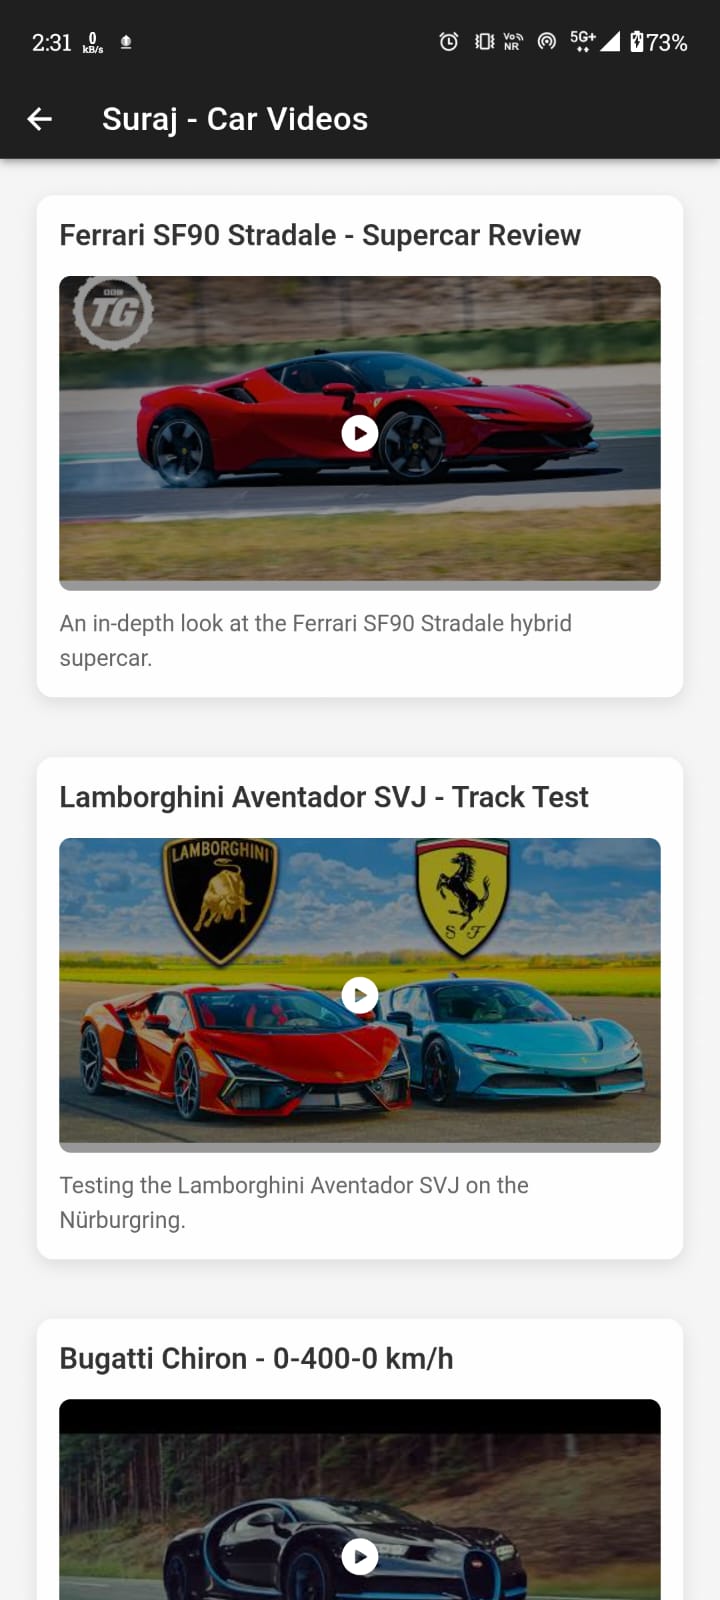 2:31
0
kB/s
Vo
NR
5G+
73%
Suraj - Car Videos
Ferrari SF90 Stradale - Supercar Review
BBC
TG
An in-depth look at the Ferrari SF90 Stradale hybrid
supercar.
Lamborghini Aventador SVJ - Track Test
LAMBORGHINI
S F
Testing the Lamborghini Aventador SVJ on the
Nürburgring.
Bugatti Chiron - 0-400-0 km/h